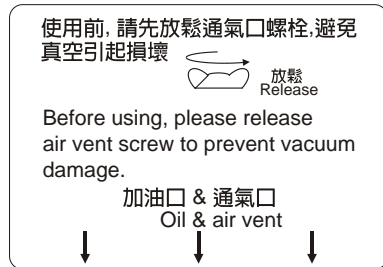 使用前, 請先放鬆通氣口螺栓,避免
真空引起損壞
放鬆
Release
Before using, please release
air vent screw to prevent vacuum
damage.
加油口 & 通氣口
Oil & air vent